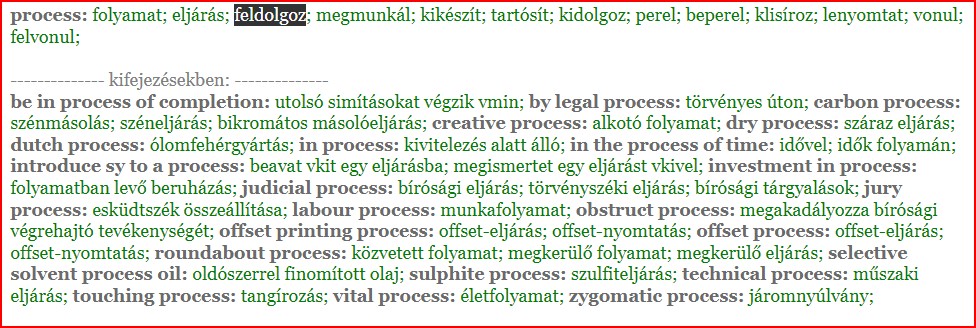 process: folyamat; eljárás; feldolgoz; megmunkál; kikészít; tartósít; kidolgoz; perel; beperel; klisíroz; lenyomtat; vonul;
felvonul;
-------------- kifejezésekben: --------------
be in process of completion: utolsó simításokat végzik vmin; by legal process: törvényes úton; carbon process:
szénmásolás; széneljárás; bikromátos másolóeljárás; creative process: alkotó folyamat; dry process: száraz eljárás;
dutch process: ólomfehérgyártás; in process: kivitelezés alatt álló; in the process of time: idővel; idők folyamán;
introduce sy to a process: beavat vkit egy eljárásba; megismertet egy eljárást vkivel; investment in process:
folyamatban levő beruházás; judicial process: bírósági eljárás; törvényszéki eljárás; bírósági tárgyalások; jury
process: esküdtszék összeállítása; labour process: munkafolyamat; obstruct process: megakadályozza bírósági
végrehajtó tevékenységét; offset printing process: offset-eljárás; offset-nyomtatás; offset process: offset-eljárás;
offset-nyomtatás; roundabout process: közvetett folyamat; megkerülő folyamat; megkerülő eljárás; selective
solvent process oil: oldószerrel finomított olaj; sulphite process: szulfiteljárás; technical process: műszaki
eljárás; touching process: tangírozás; vital process: életfolyamat; zygomatic process: járomnyúlvány;